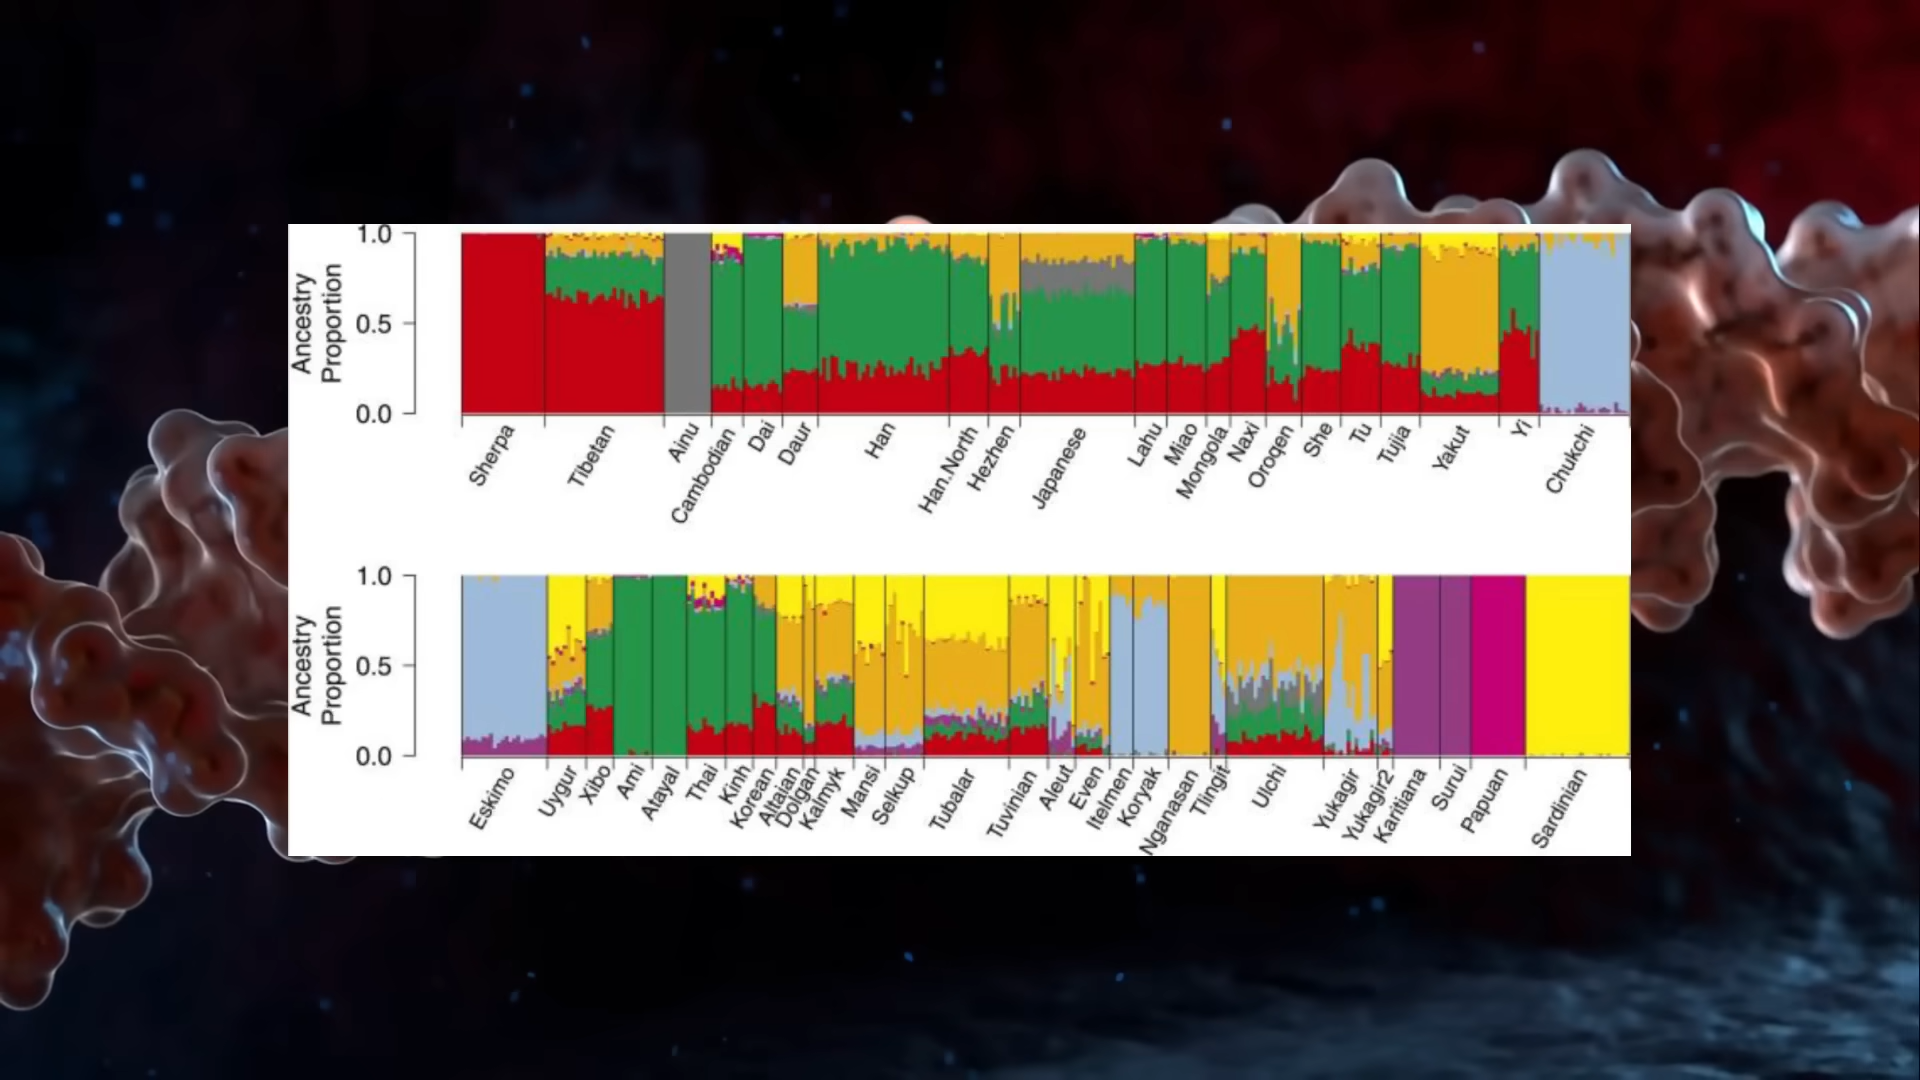 Ancestry
Proportion
1.0
0.5
0.0
Sherpa
Tibetan
Ainu
Cambodian
Dai
Daur
Han
Han.North
Hezhen
Japanese
Lahu
Miao
Mongola
Naxi
Oroqen
She
Tu
Tujia
Yakut
Yi
Chukchi
Ancestry
Proportion
1.0
0.5
0.0
Eskimo
Uygur
Xibo
Ami
Atayal
Thai
Kinh
Korean
Altaian
Dolgan
Kalmyk
Mansi
Selkup
Tubalar
Tuvinian
Aleut
Even
Itelmen
Koryak
Nganasan
Tlingit
Ulchi
Yukagir
Yukagir2
Karitiana
Surui
Papuan
Sardinian